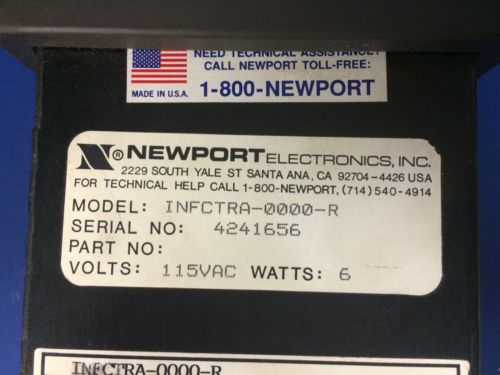 NEED TECHNICAL ASSISTANCE?
CALL NEWPORT TOLL-FREE:
MADE IN U.S.A. 1-800-NEWPORT
N® NEWPORT ELECTRONICS, INC.
2229 SOUTH YALE ST SANTA ANA, CA 92704-4426 USA
FOR TECHNICAL HELP CALL 1-800-NEWPORT, (714) 540-4914
MODEL: INFCTRA-0000-R
SERIAL NO: 4241656
PART NO:
VOLTS: 115VAC WATTS: 6
INFCTRA-0000-R